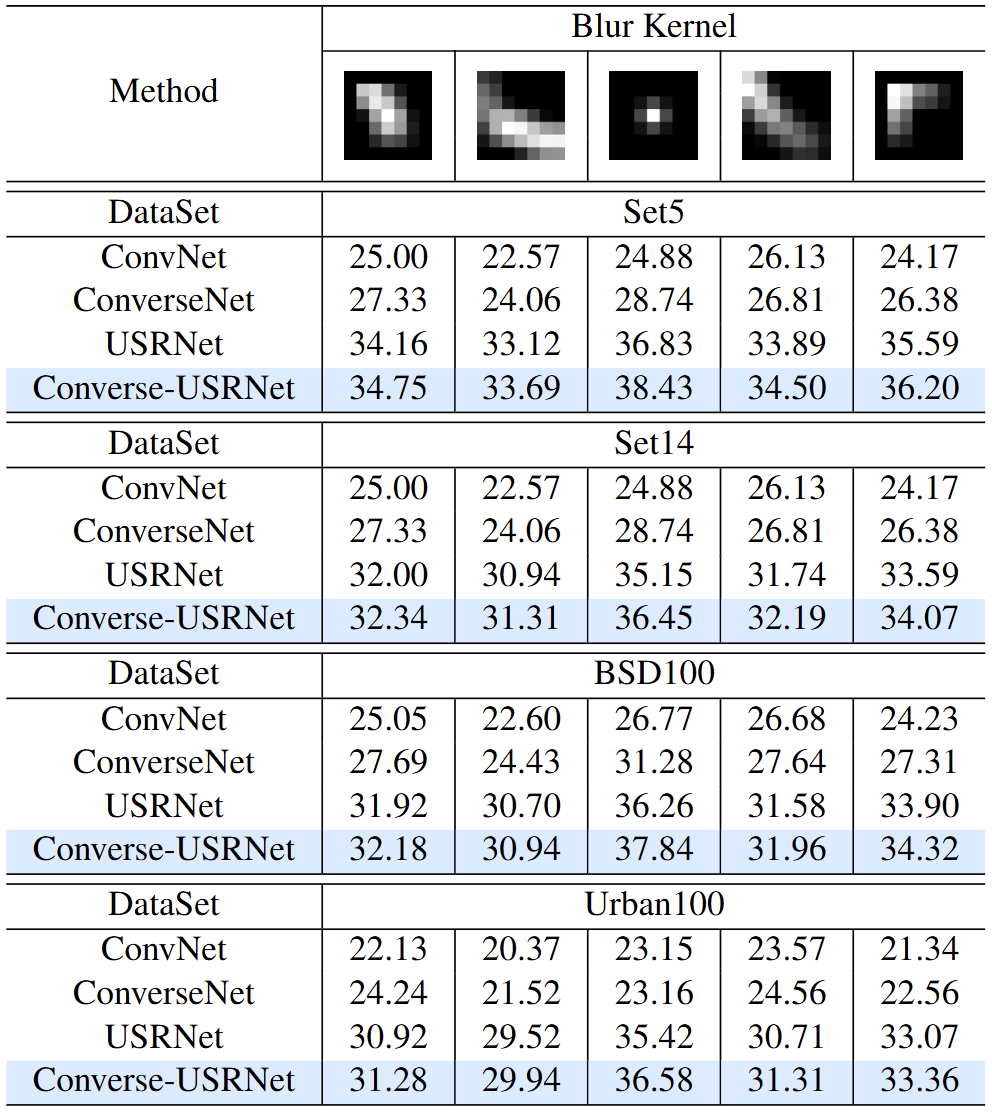 Blur Kernel
Method
DataSet Set5
ConvNet 25.00 22.57 24.88 26.13 24.17
ConverseNet 27.33 24.06 28.74 26.81 26.38
USRNet 34.16 33.12 36.83 33.89 35.59
Converse-USRNet 34.75 33.69 38.43 34.50 36.20
DataSet Set14
ConvNet 25.00 22.57 24.88 26.13 24.17
ConverseNet 27.33 24.06 28.74 26.81 26.38
USRNet 32.00 30.94 35.15 31.74 33.59
Converse-USRNet 32.34 31.31 36.45 32.19 34.07
DataSet BSD100
ConvNet 25.05 22.60 26.77 26.68 24.23
ConverseNet 27.69 24.43 31.28 27.64 27.31
USRNet 31.92 30.70 36.26 31.58 33.90
Converse-USRNet 32.18 30.94 37.84 31.96 34.32
DataSet Urban100
ConvNet 22.13 20.37 23.15 23.57 21.34
ConverseNet 24.24 21.52 23.16 24.56 22.56
USRNet 30.92 29.52 35.42 30.71 33.07
Converse-USRNet 31.28 29.94 36.58 31.31 33.36